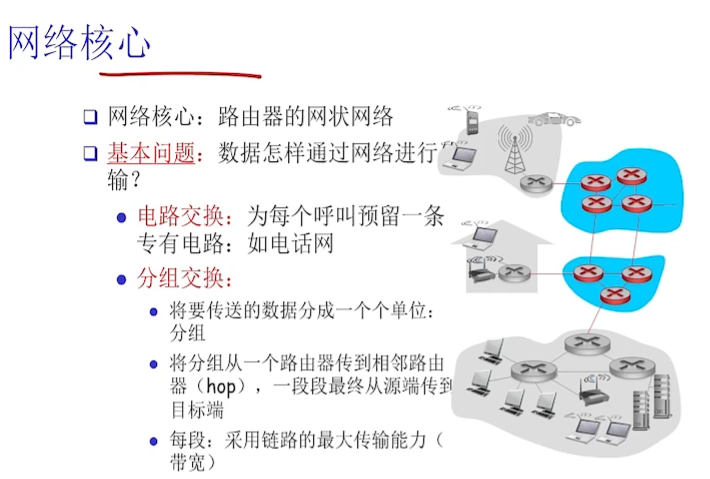 网络核心
网络核心：路由器的网状网络
基本问题：数据怎样通过网络进行
输？
电路交换：为每个呼叫预留一条
专有电路：如电话网
分组交换：
将要传送的数据分成一个个单位：
分组
将分组从一个路由器传到相邻路由
器（hop），一段段最终从源端传到
目标端
每段：采用链路的最大传输能力（
带宽）